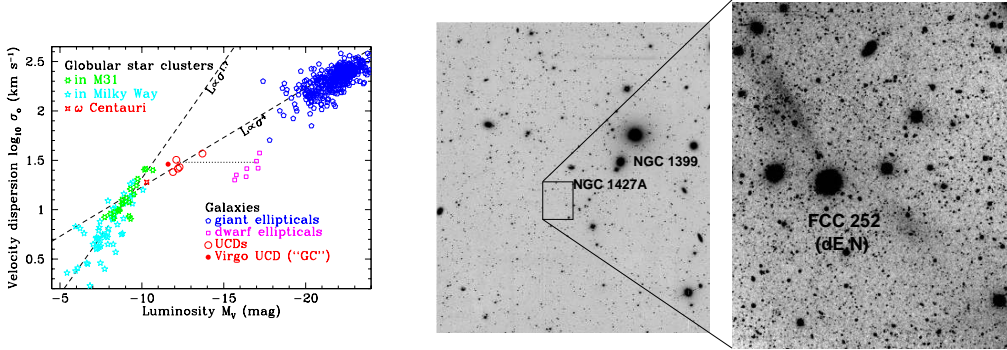 Velocity dispersion log₁₀ σ₀ (km s⁻¹)
2.5
2
1.5
1
0.5
Globular star clusters
in M31
in Milky Way
ω Centauri
L∝σ⁴
Galaxies
giant ellipticals
dwarf ellipticals
UCDs
Virgo UCD ("GC")
-5
-10
-15
-20
Luminosity M_V (mag)
NGC 1399
NGC 1427A
FCC 252
(dE,N)